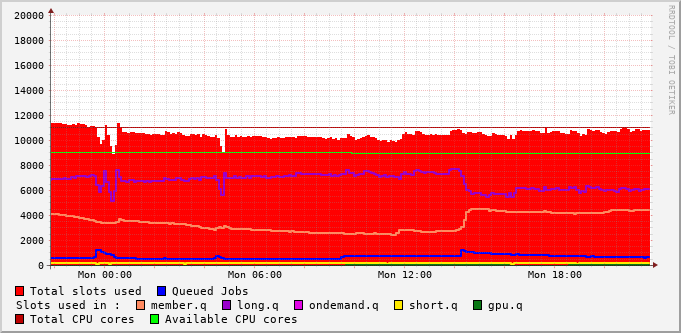 RRDTOOL / TOBI OETIKER
20000
18000
16000
14000
12000
10000
8000
6000
4000
2000
0
Mon 00:00 Mon 06:00 Mon 12:00 Mon 18:00
Total slots used Queued Jobs
Slots used in : member.q long.q ondemand.q short.q gpu.q
Total CPU cores Available CPU cores